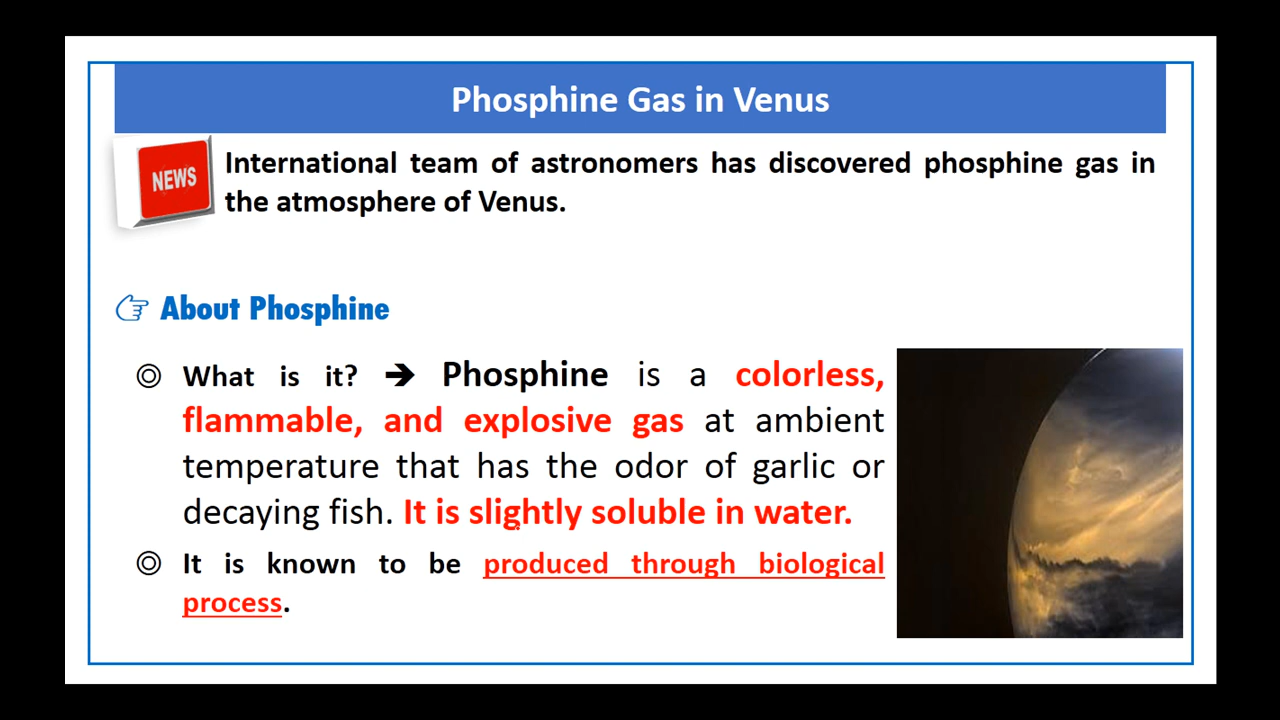 Phosphine Gas in Venus
NEWS
International team of astronomers has discovered phosphine gas in
the atmosphere of Venus.
About Phosphine
What is it? ➔ Phosphine is a colorless,
flammable, and explosive gas at ambient
temperature that has the odor of garlic or
decaying fish. It is slightly soluble in water.
It is known to be produced through biological
process.